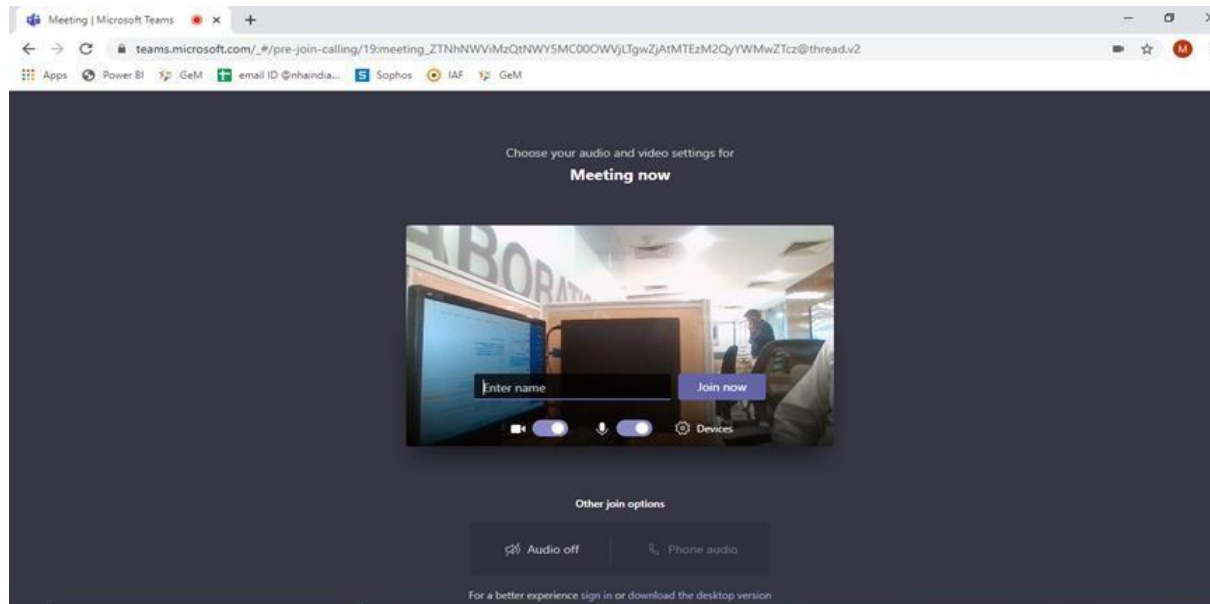 Meeting | Microsoft Teams
teams.microsoft.com/_#/pre-join-calling/19:meeting_ZTNhNWViMzQtNWY5MC00OWVjLTgwZjAtMTEzM2QyYWMwZTcz@thread.v2
M
Apps Power BI GeM email ID @nhaindia... S Sophos IAF GeM
Choose your audio and video settings for
Meeting now
ABORATIO
Enter name Join now
Devices
Other join options
Audio off Phone audio
For a better experience sign in or download the desktop version